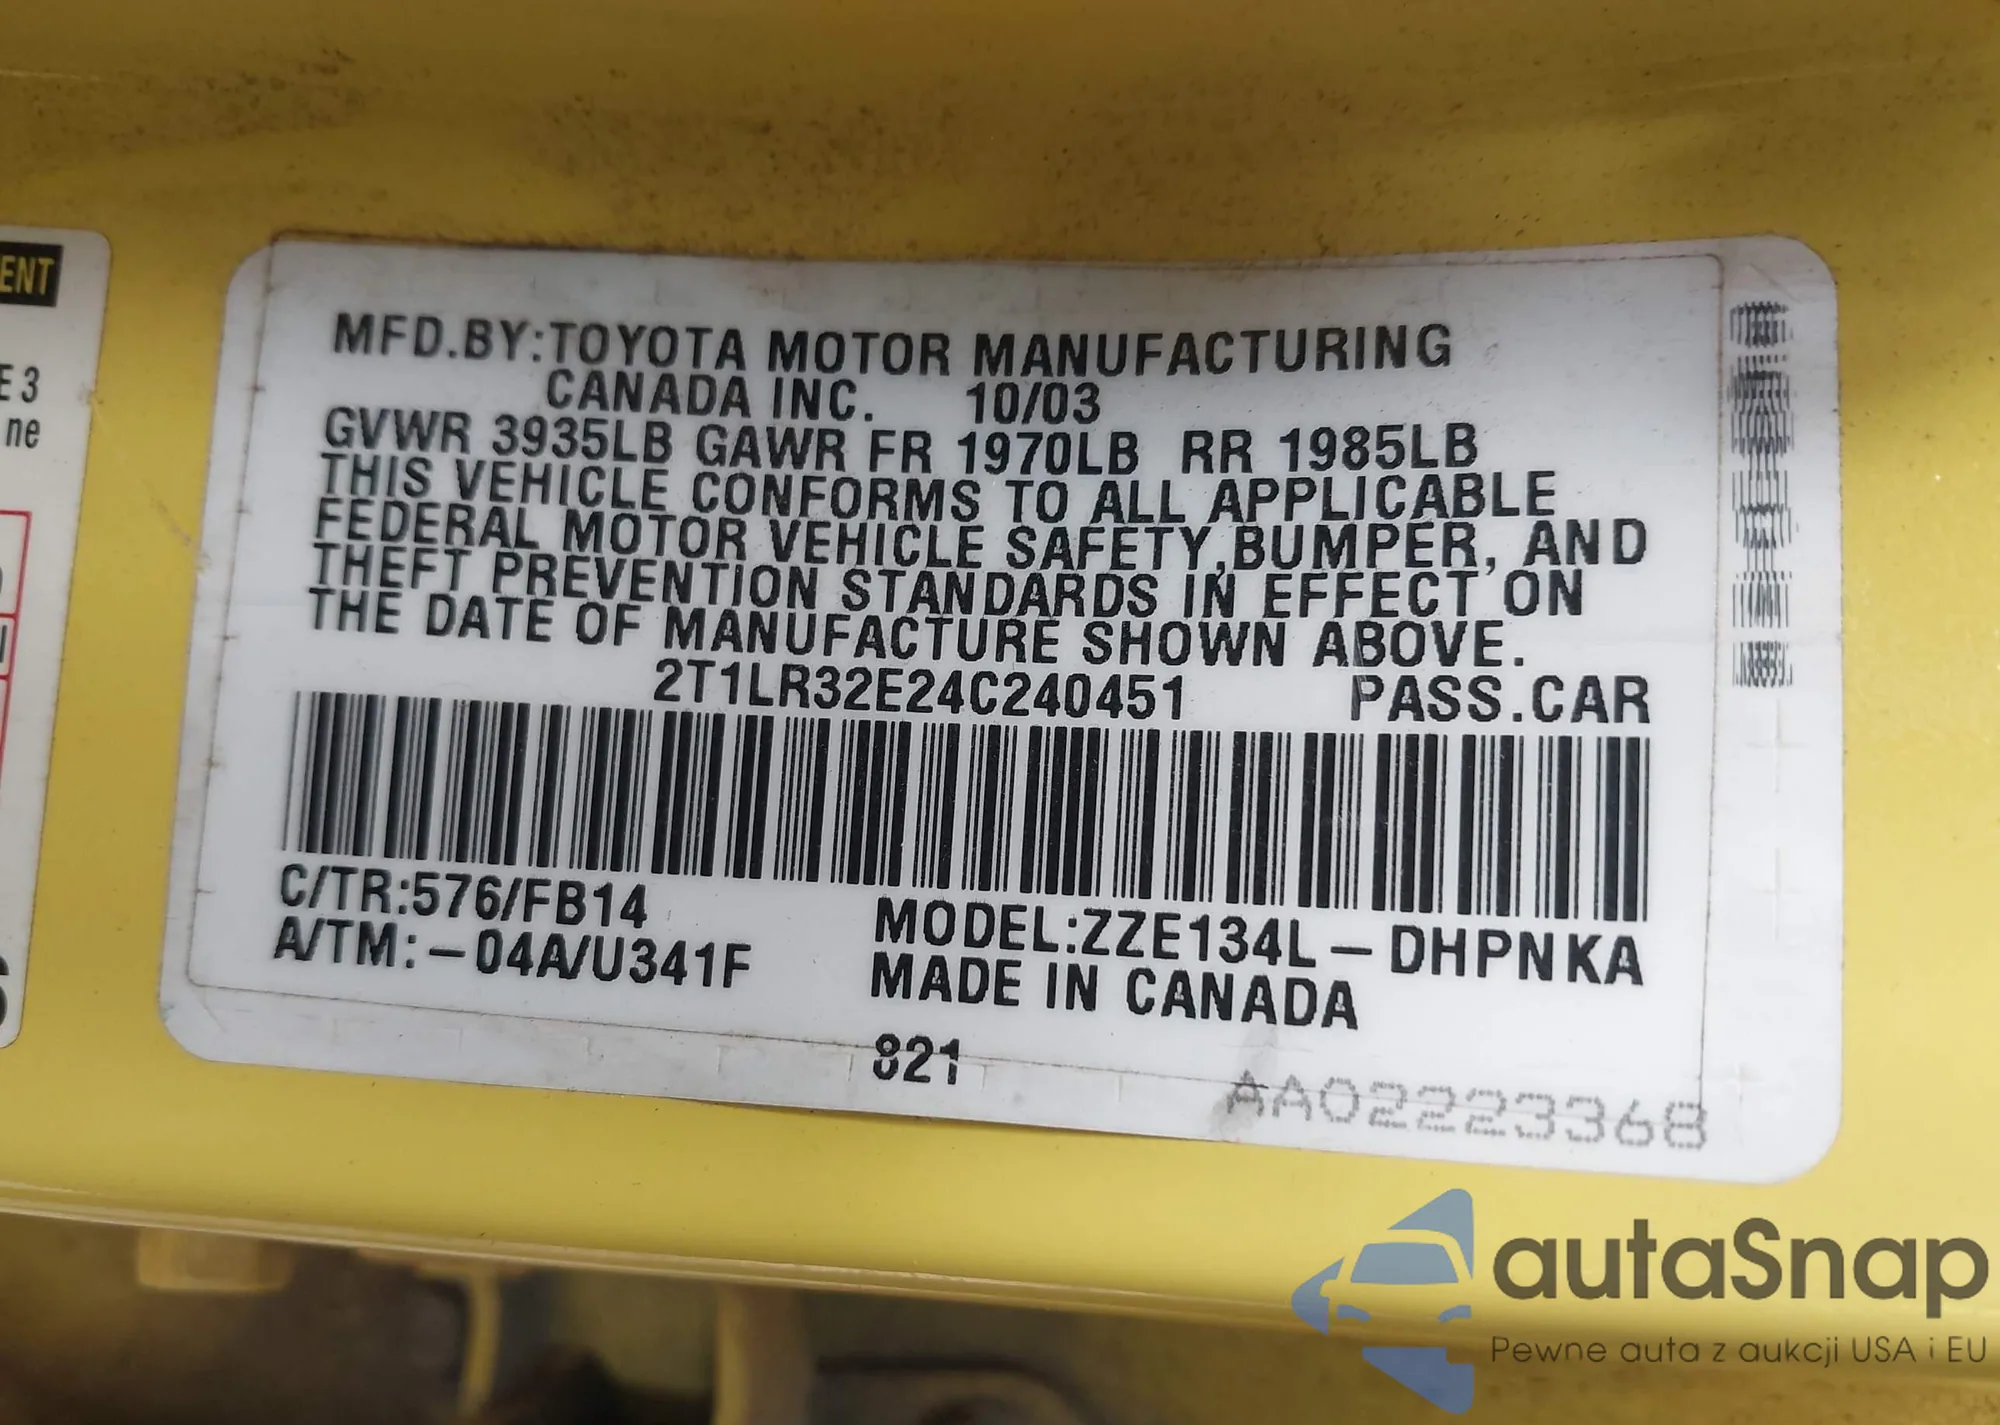 ENT
E 3
ne
MFD.BY:TOYOTA MOTOR MANUFACTURING
CANADA INC. 10/03
GVWR 3935LB GAWR FR 1970LB RR 1985LB
THIS VEHICLE CONFORMS TO ALL APPLICABLE
FEDERAL MOTOR VEHICLE SAFETY,BUMPER, AND
THEFT PREVENTION STANDARDS IN EFFECT ON
THE DATE OF MANUFACTURE SHOWN ABOVE.
2T1LR32E24C240451 PASS.CAR
C/TR:576/FB14
A/TM:-04A/U341F
MODEL:ZZE134L-DHPNKA
MADE IN CANADA
821
AA02223368
autaSnap
Pewne auta z aukcji USA i EU